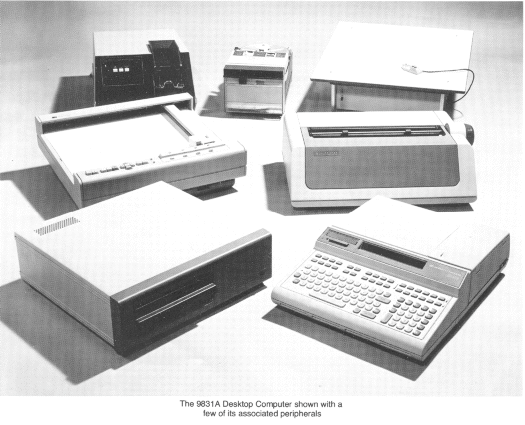 The 9831A Desktop Computer shown with a
few of its associated peripherals